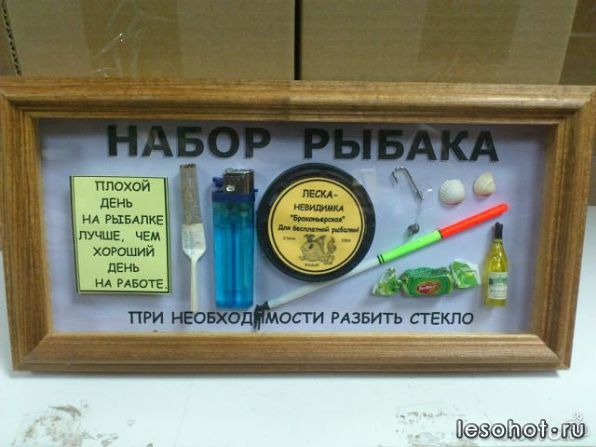 НАБОР РЫБАКА
ПЛОХОЙ
ДЕНЬ
НА РЫБАЛКЕ
ЛУЧШЕ, ЧЕМ
ХОРОШИЙ
ДЕНЬ
НА РАБОТЕ.
ЛЕСКА-
НЕВИДИМКА
"Браконьерская"
Для бесплатной рыбалки!
ПРИ НЕОБХОДИМОСТИ РАЗБИТЬ СТЕКЛО
lesohot.ru